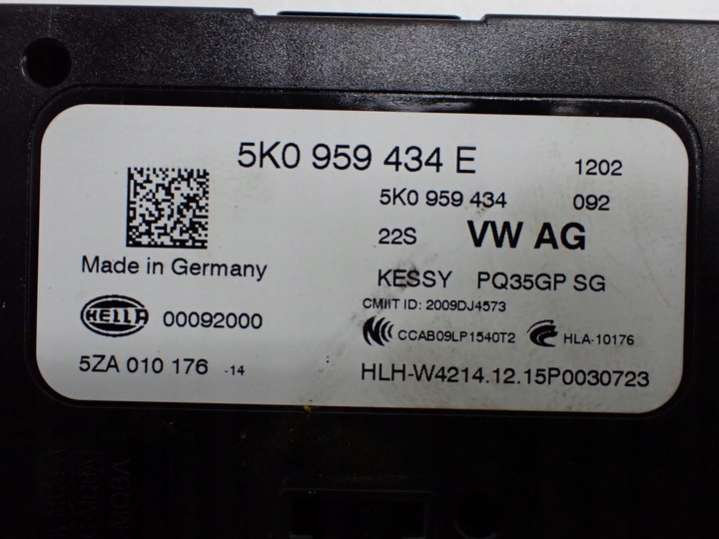 5K0 959 434 E 1202
5K0 959 434 092
22S VW AG
Made in Germany
KESSY PQ35GP SG
CMIIT ID: 2009DJ4573
HELLA 00092000
CCAB09LP1540T2 HLA-10176
5ZA 010 176 -14
HLH-W4214.12.15P0030723